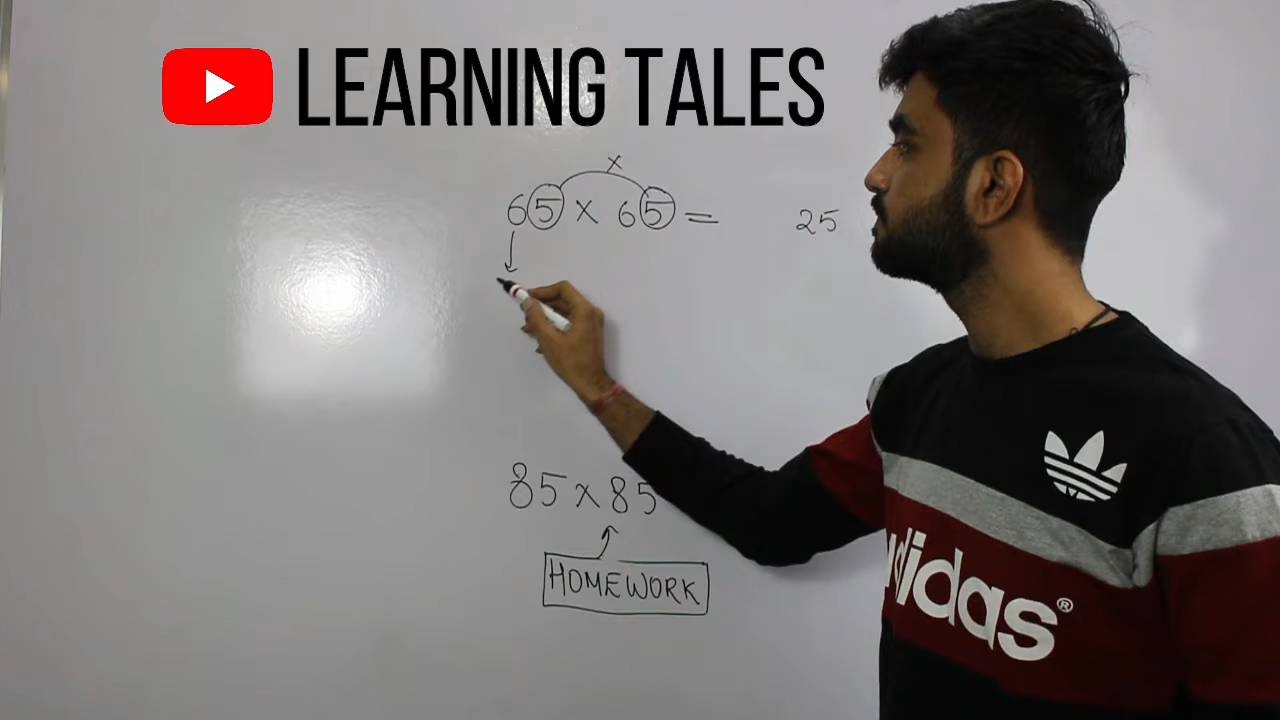 LEARNING TALES
x
65 x 65 = 25
85 x 85
HOMEWORK
adidas®